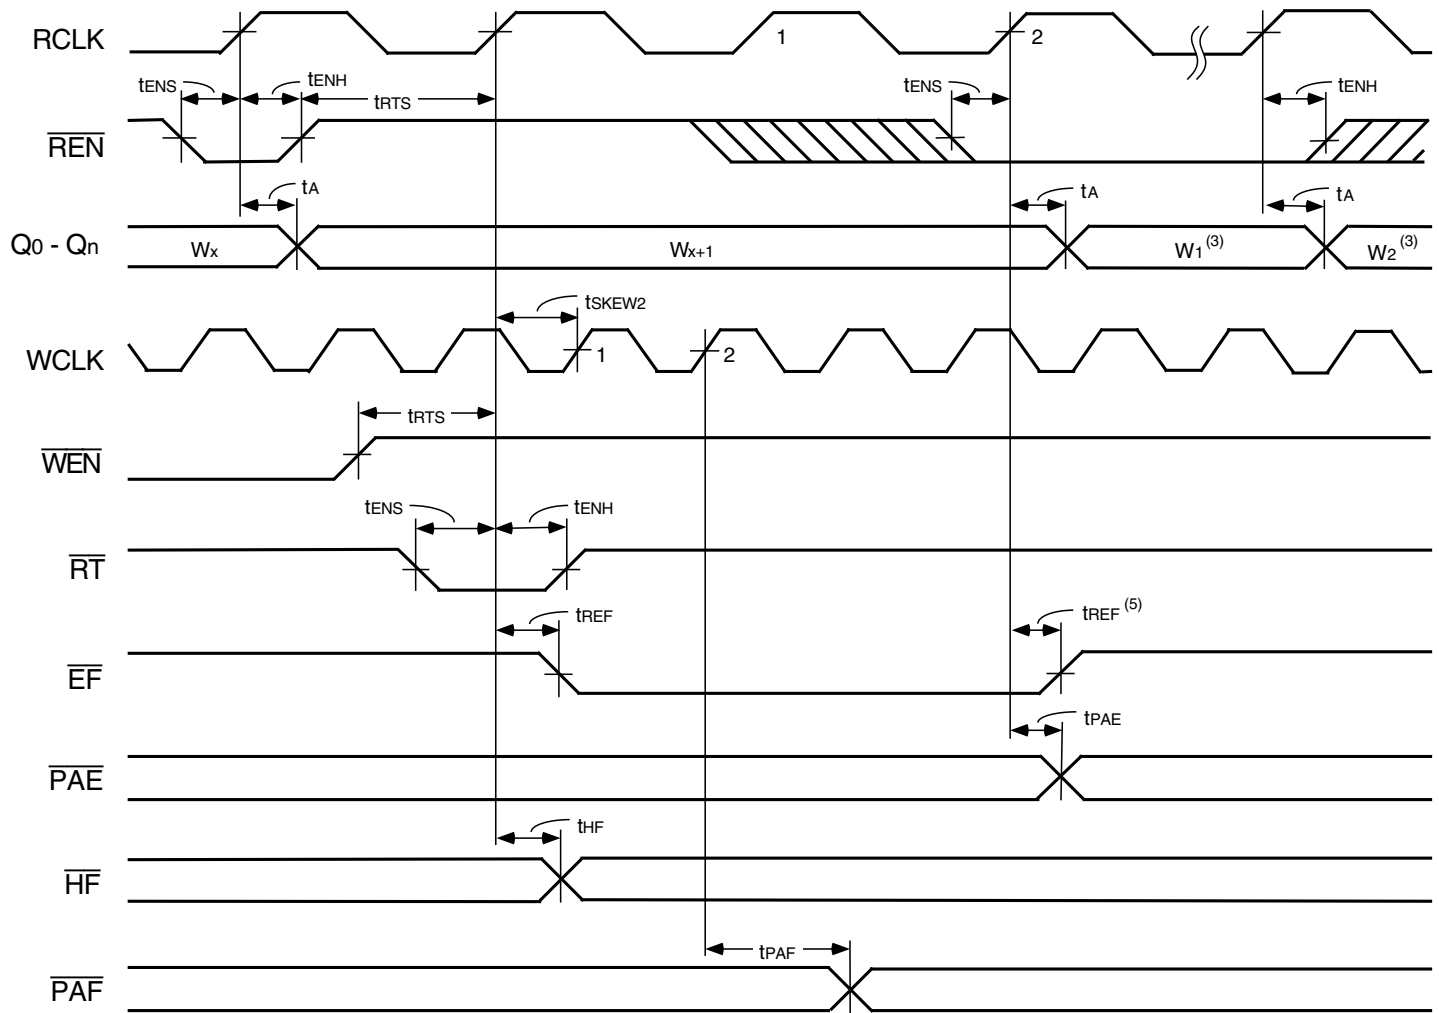 RCLK 1 2
tENS tENH tRTS tENS tENH
REN
tA tA tA
Q0 - Qn Wx Wx+1 W1(3) W2(3)
tSKEW2
WCLK 1 2
tRTS
WEN
tENS tENH
RT
tREF tREF(5)
EF
tPAE
PAE
tHF
HF
tPAF
PAF